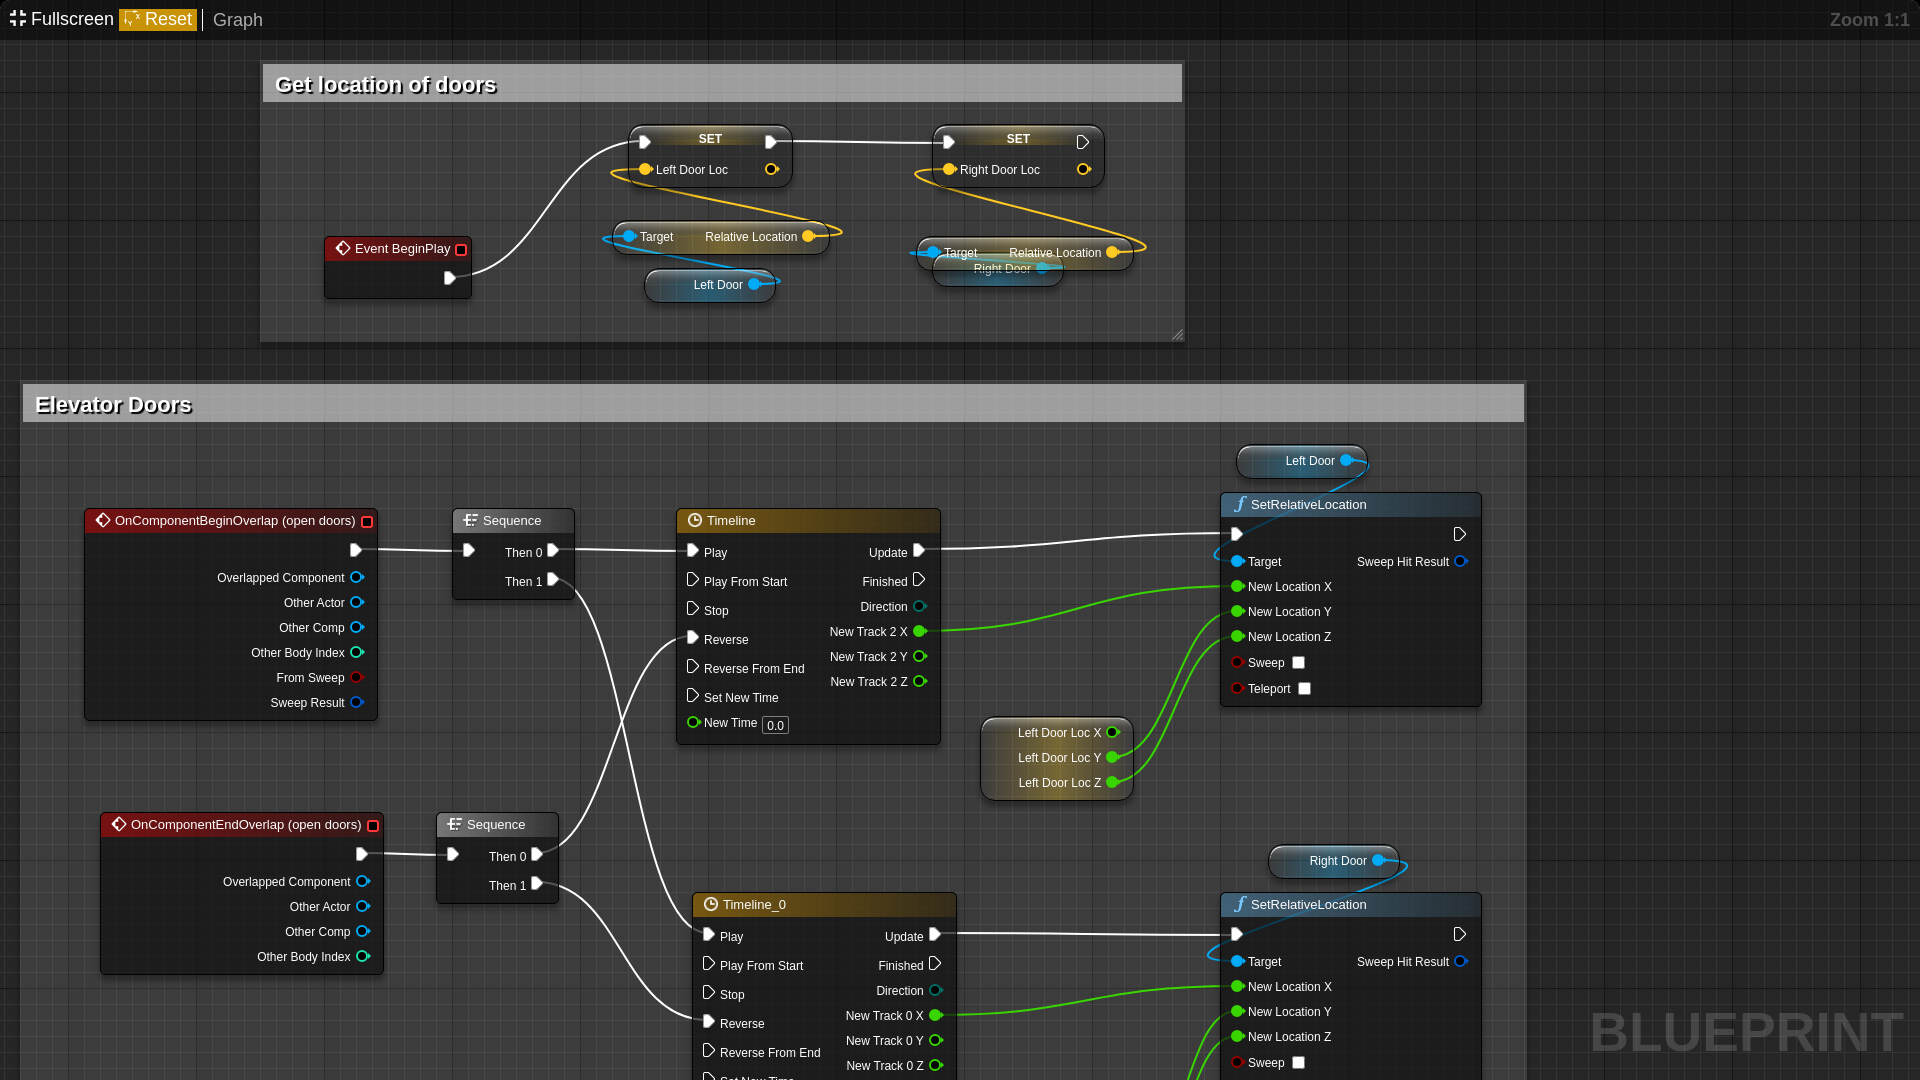 Fullscreen Reset Graph Zoom 1:1
Get location of doors
SET
Left Door Loc
SET
Right Door Loc
Target Relative Location
Left Door
Target Relative Location
Right Door
Event BeginPlay
Elevator Doors
Left Door
OnComponentBeginOverlap (open doors)
Overlapped Component
Other Actor
Other Comp
Other Body Index
From Sweep
Sweep Result
Sequence
Then 0
Then 1
Timeline
Play Update
Play From Start Finished
Direction
Stop
New Track 2 X
Reverse
New Track 2 Y
Reverse From End
New Track 2 Z
Set New Time
New Time 0.0
SetRelativeLocation
Target Sweep Hit Result
New Location X
New Location Y
New Location Z
Sweep
Teleport
Left Door Loc X
Left Door Loc Y
Left Door Loc Z
OnComponentEndOverlap (open doors)
Overlapped Component
Other Actor
Other Comp
Other Body Index
Sequence
Then 0
Then 1
Timeline_0
Play Update
Play From Start Finished
Direction
Stop
New Track 0 X
Reverse
New Track 0 Y
Reverse From End
New Track 0 Z
Set New Time
Right Door
SetRelativeLocation
Target Sweep Hit Result
New Location X
New Location Y
New Location Z
Sweep
BLUEPRINT